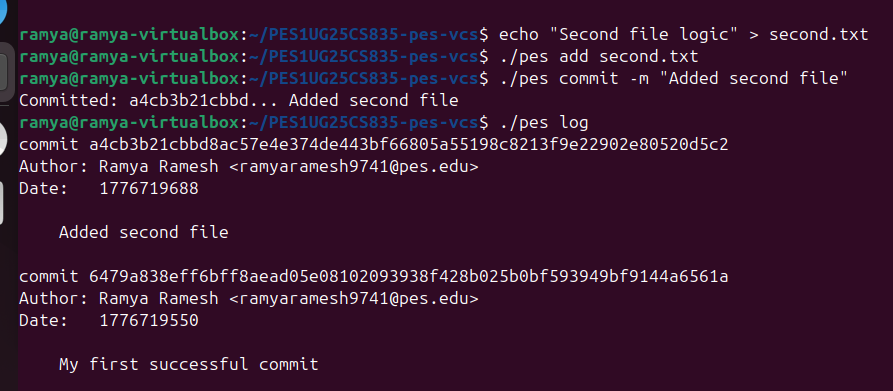 ramya@ramya-virtualbox:~/PES1UG25CS835-pes-vcs$ echo "Second file logic" > second.txt
ramya@ramya-virtualbox:~/PES1UG25CS835-pes-vcs$ ./pes add second.txt
ramya@ramya-virtualbox:~/PES1UG25CS835-pes-vcs$ ./pes commit -m "Added second file"
Committed: a4cb3b21cbbd... Added second file
ramya@ramya-virtualbox:~/PES1UG25CS835-pes-vcs$ ./pes log
commit a4cb3b21cbbd8ac57e4e374de443bf66805a55198c8213f9e22902e80520d5c2
Author: Ramya Ramesh <ramyaramesh9741@pes.edu>
Date:   1776719688
    Added second file
commit 6479a838eff6bff8aead05e08102093938f428b025b0bf593949bf9144a6561a
Author: Ramya Ramesh <ramyaramesh9741@pes.edu>
Date:   1776719550
    My first successful commit